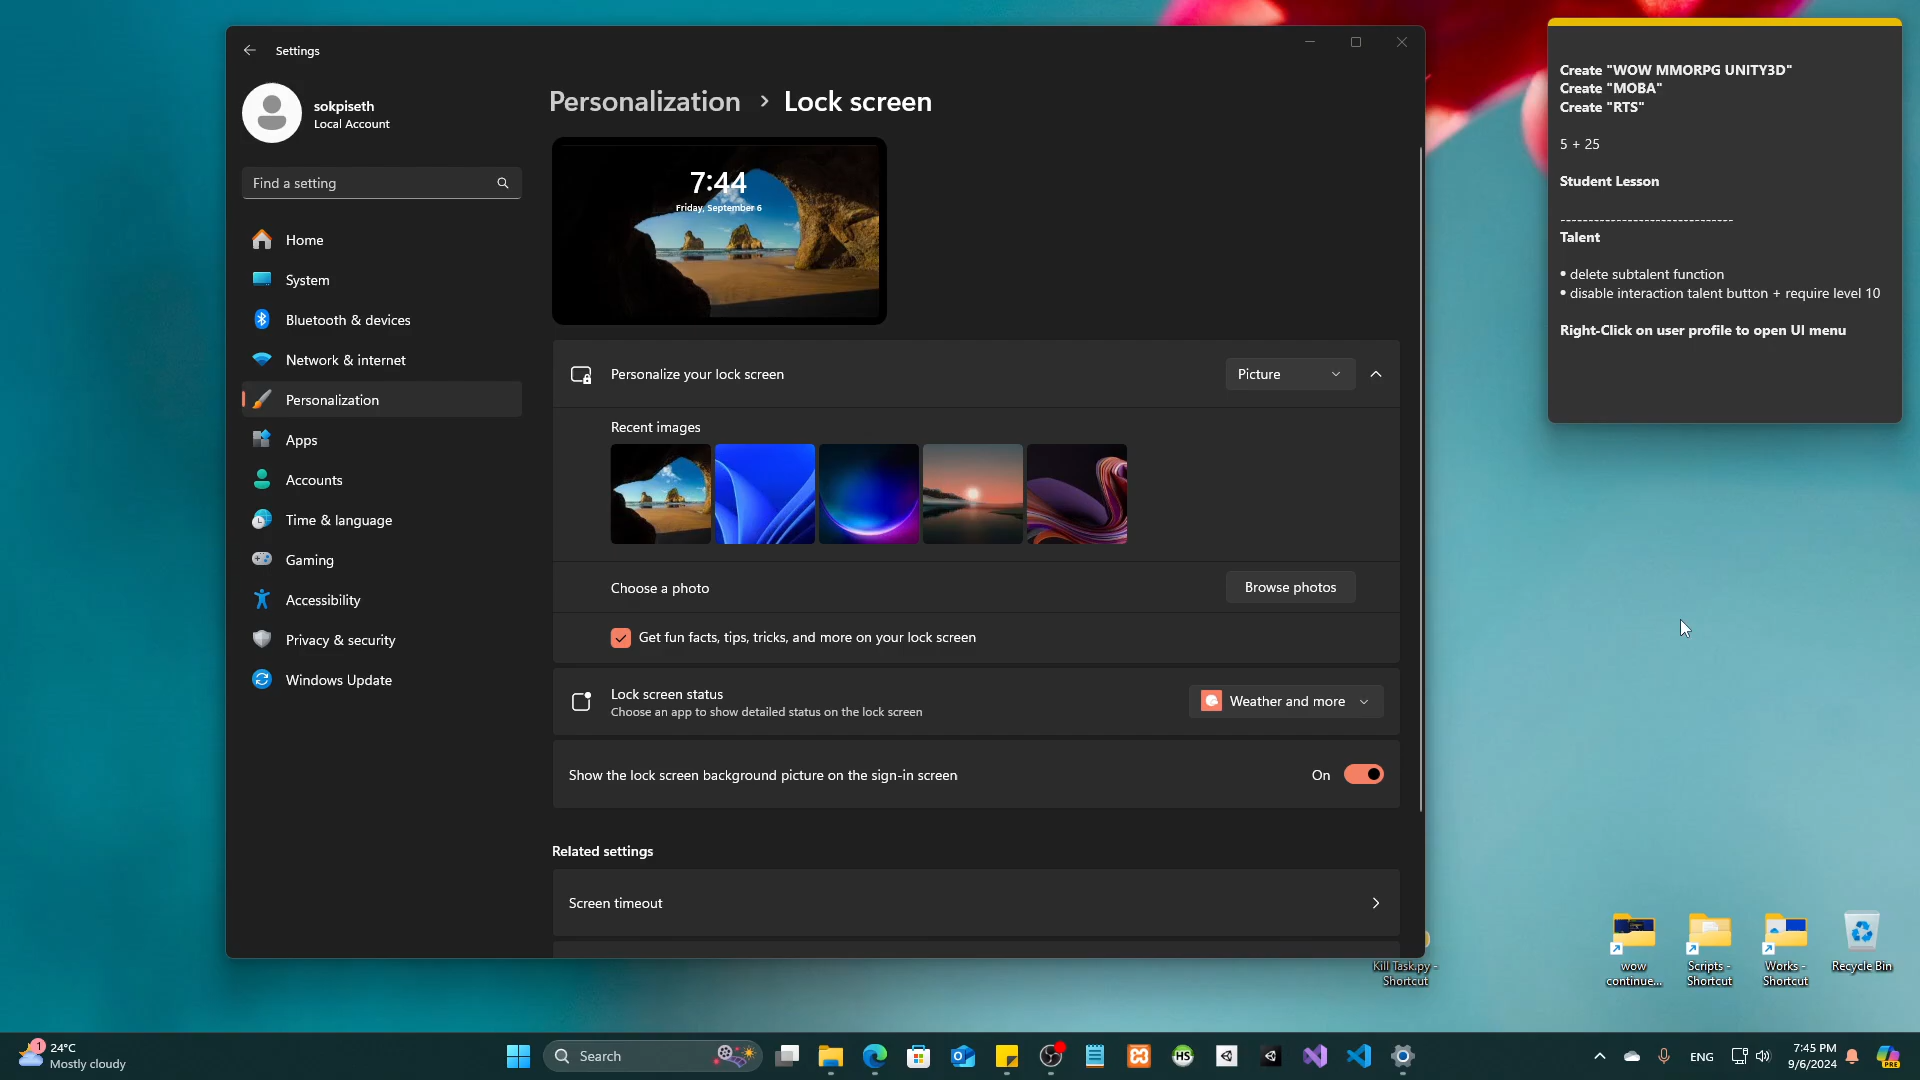 Settings
sokpiseth
Local Account
Find a setting
Home
System
Bluetooth & devices
Network & internet
Personalization
Apps
Accounts
Time & language
Gaming
Accessibility
Privacy & security
Windows Update
Personalization > Lock screen
7:44
Friday, September 6
Personalize your lock screen
Picture
Recent images
Choose a photo
Browse photos
Get fun facts, tips, tricks, and more on your lock screen
Lock screen status
Choose an app to show detailed status on the lock screen
Weather and more
Show the lock screen background picture on the sign-in screen
On
Related settings
Screen timeout
Create "WOW MMORPG UNITY3D"
Create "MOBA"
Create "RTS"
5 + 25
Student Lesson
-------------------------------
Talent
• delete subtalent function
• disable interaction talent button + require level 10
Right-Click on user profile to open UI menu
Kill Task.py -
Shortcut
wow
continue...
Scripts -
Shortcut
Works -
Shortcut
Recycle Bin
1
24°C
Mostly cloudy
Search
HS
ENG
7:45 PM
9/6/2024
PRE